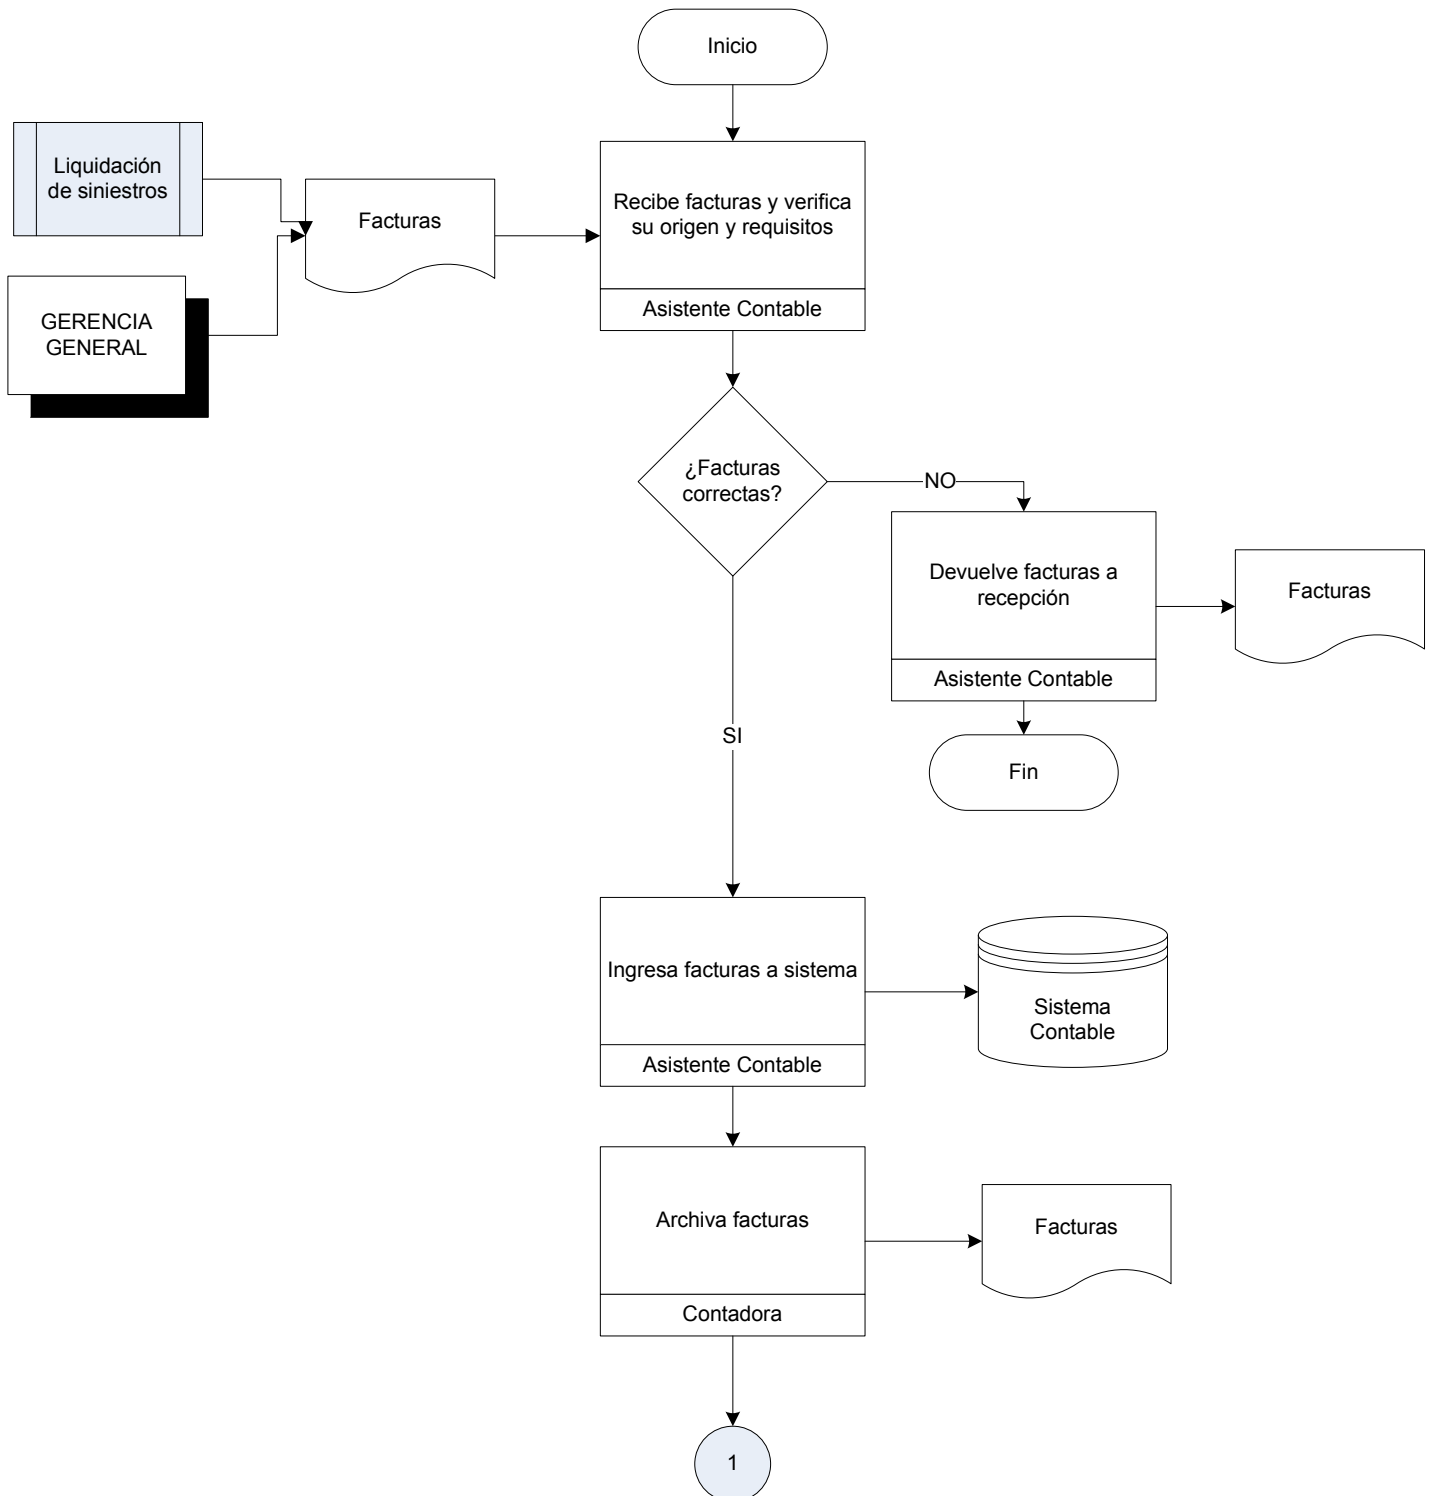 Inicio
Liquidación
de siniestros
Facturas
Recibe facturas y verifica
su origen y requisitos
Asistente Contable
GERENCIA
GENERAL
¿Facturas
correctas?
NO
Devuelve facturas a
recepción
Asistente Contable
Facturas
SI
Fin
Ingresa facturas a sistema
Asistente Contable
Sistema
Contable
Archiva facturas
Contadora
Facturas
1